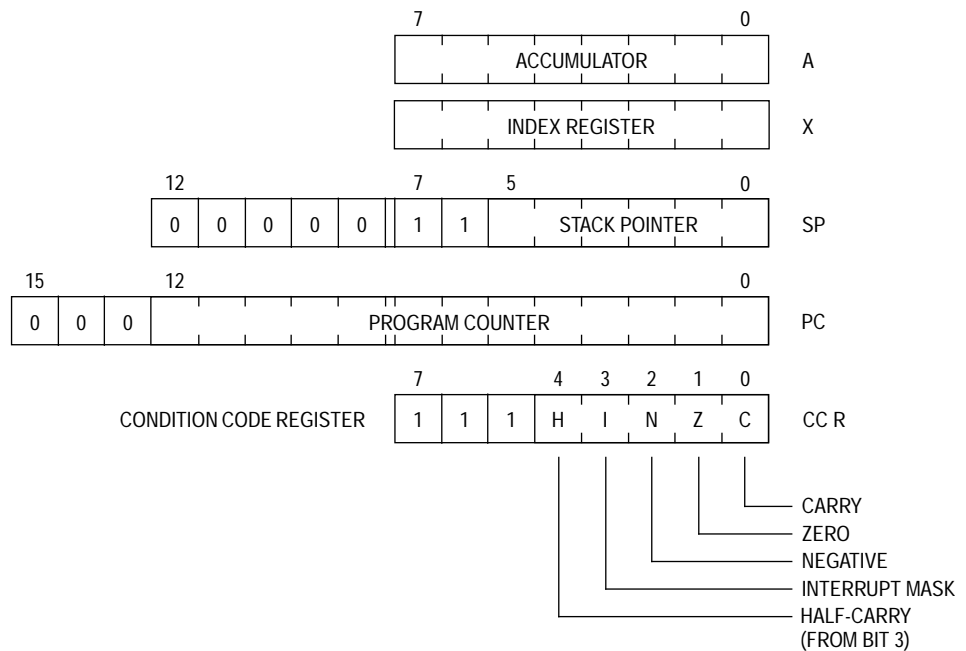 7 0
ACCUMULATOR A
INDEX REGISTER X
12 7 5 0
0 0 0 0 0 1 1 STACK POINTER SP
15 12 0
0 0 0 PROGRAM COUNTER PC
7 4 3 2 1 0
CONDITION CODE REGISTER 1 1 1 H I N Z C CC R
CARRY
ZERO
NEGATIVE
INTERRUPT MASK
HALF-CARRY
(FROM BIT 3)